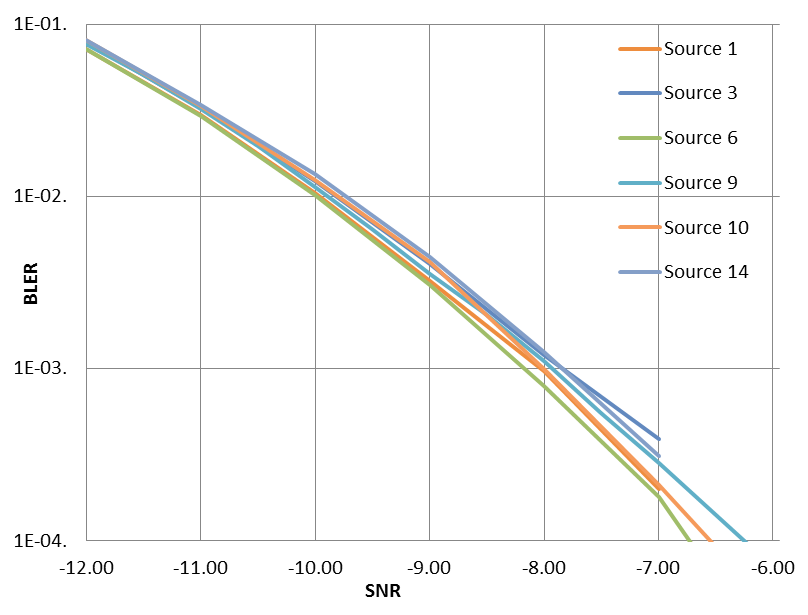 1E-01.
1E-02.
1E-03.
1E-04.
BLER
-12.00 -11.00 -10.00 -9.00 -8.00 -7.00 -6.00
SNR
Source 1
Source 3
Source 6
Source 9
Source 10
Source 14